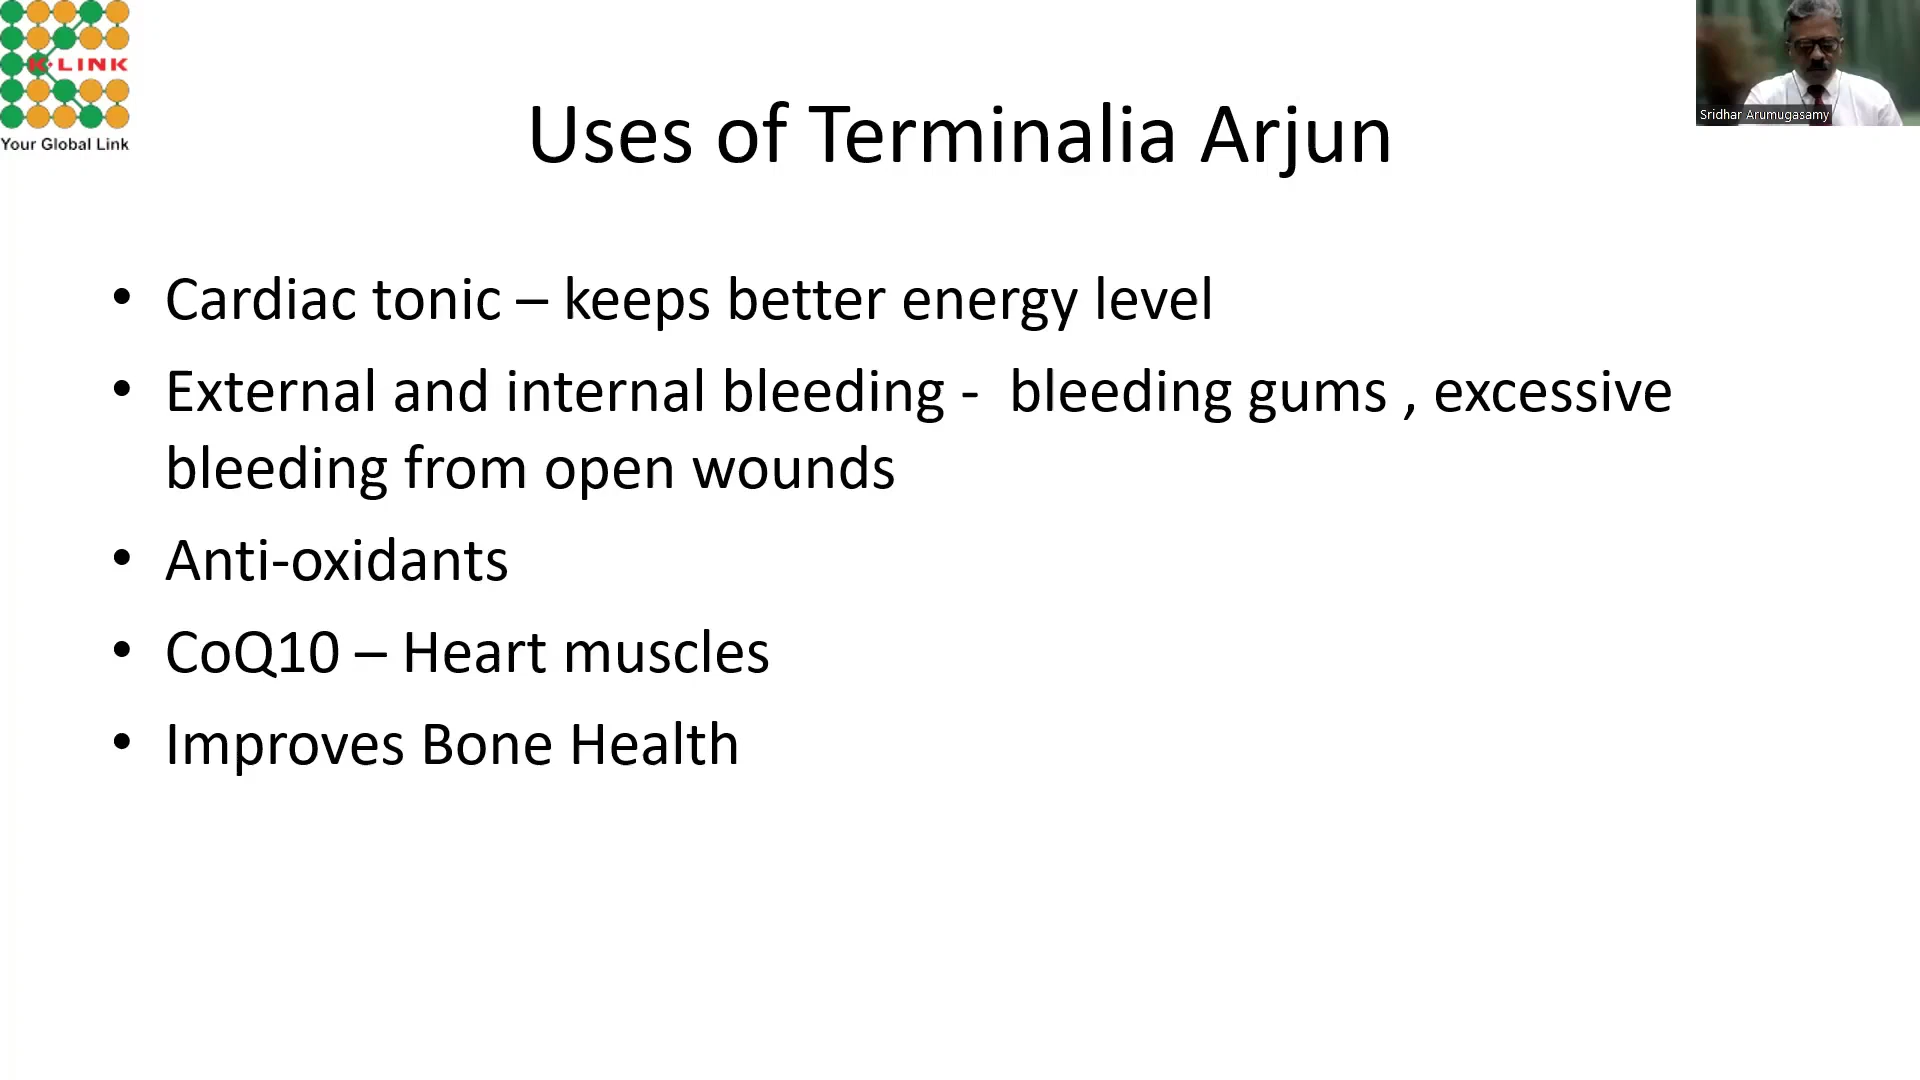 K-LINK
Your Global Link
Sridhar Arumugasamy
Uses of Terminalia Arjun
• Cardiac tonic – keeps better energy level
• External and internal bleeding -  bleeding gums , excessive
bleeding from open wounds
• Anti-oxidants
• CoQ10 – Heart muscles
• Improves Bone Health